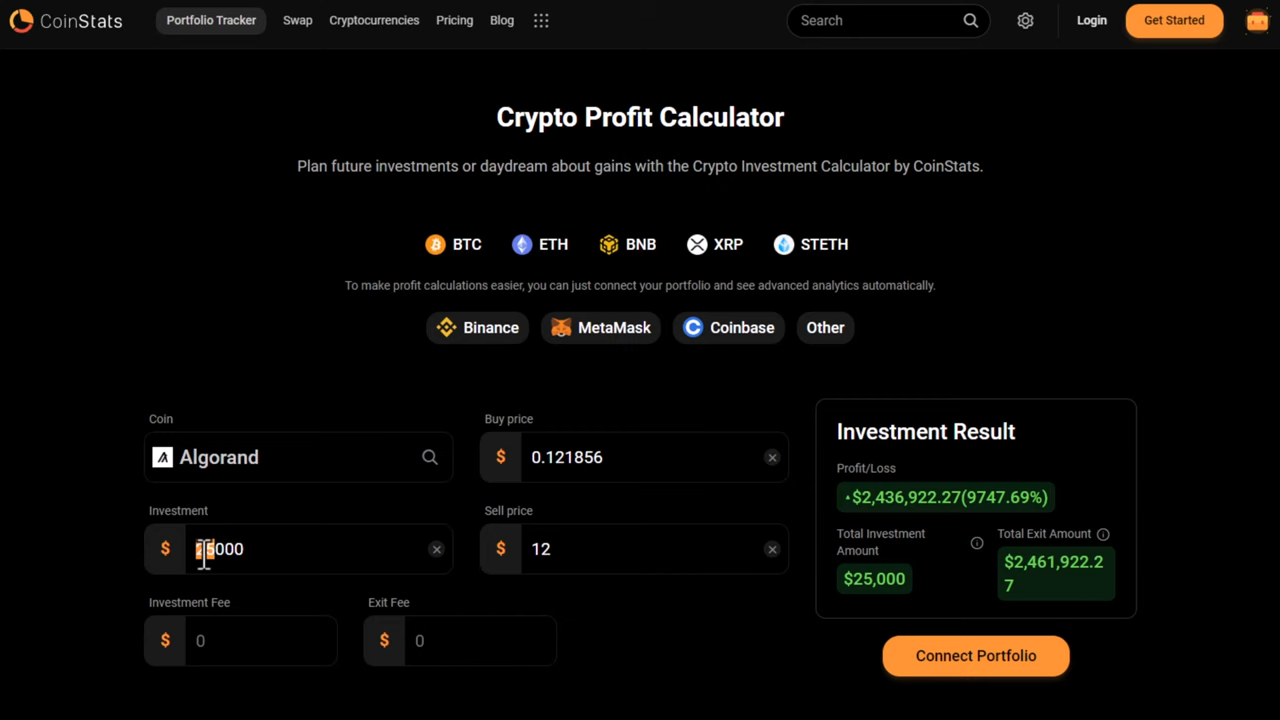 CoinStats
Portfolio Tracker
Swap
Cryptocurrencies
Pricing
Blog
Search
Login
Get Started
Crypto Profit Calculator
Plan future investments or daydream about gains with the Crypto Investment Calculator by CoinStats.
BTC
ETH
BNB
XRP
STETH
To make profit calculations easier, you can just connect your portfolio and see advanced analytics automatically.
Binance
MetaMask
Coinbase
Other
Coin
Algorand
Buy price
$ 0.121856
Investment
$ 25000
Sell price
$ 12
Investment Fee
$ 0
Exit Fee
$ 0
Investment Result
Profit/Loss
$2,436,922.27(9747.69%)
Total Investment
Amount
$25,000
Total Exit Amount
$2,461,922.2
7
Connect Portfolio